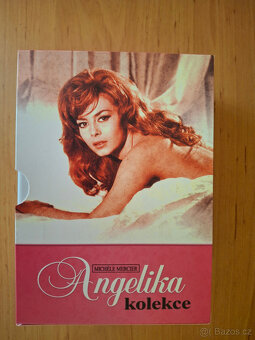 MICHÈLE MERCIER
Angelika
kolekce
Bazos.cz